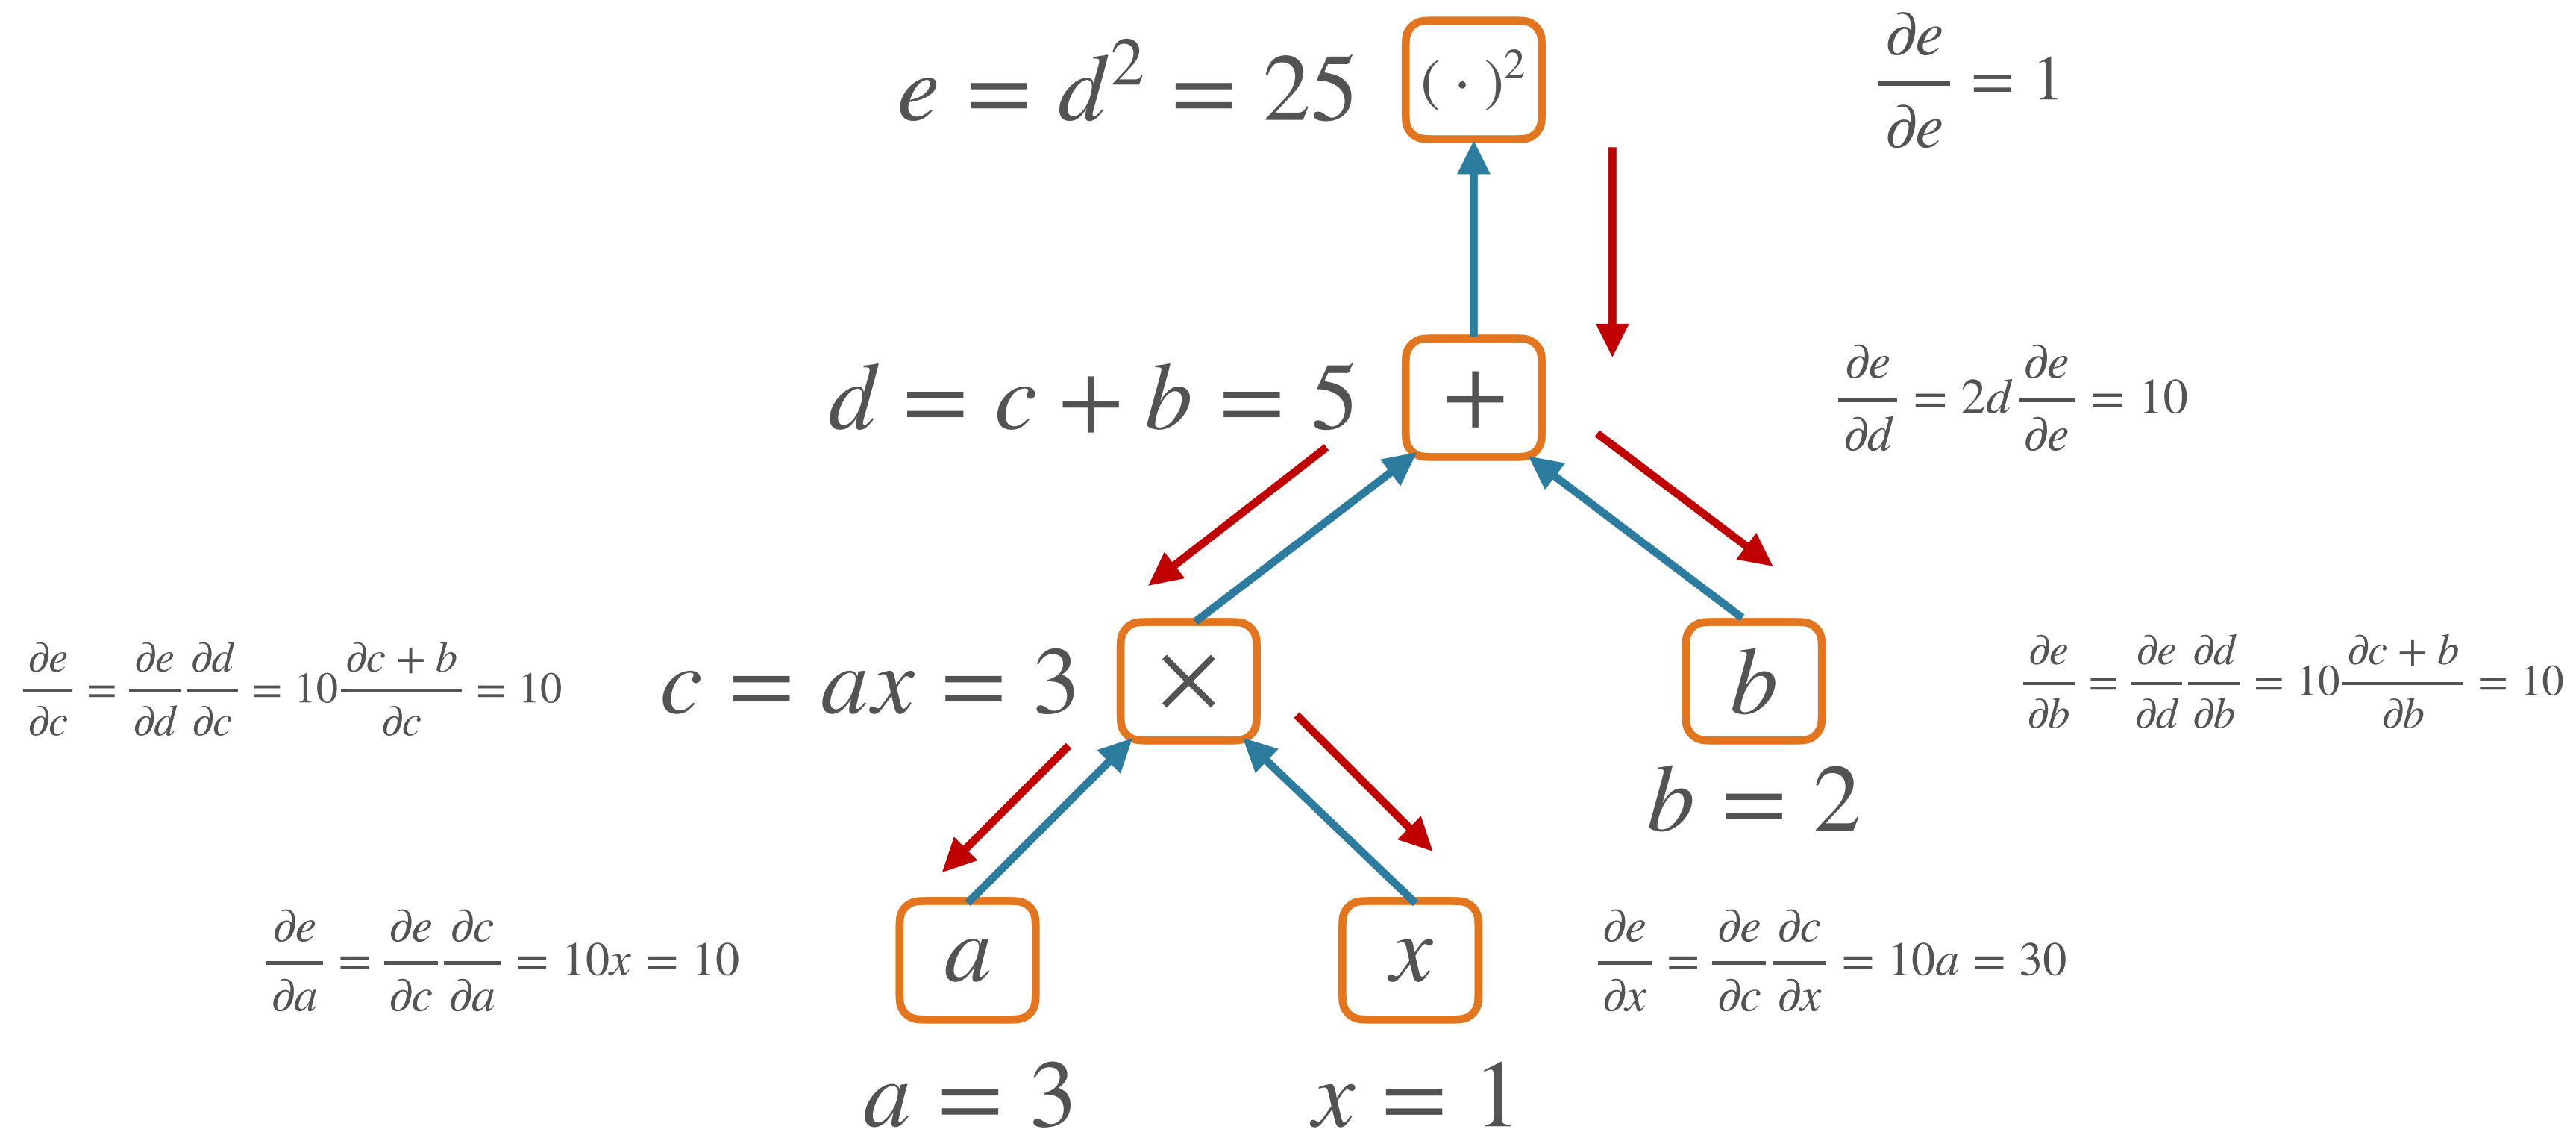 e = d² = 25
( · )²
∂e/∂e = 1
d = c + b = 5
+
∂e/∂d = 2d ∂e/∂e = 10
∂e/∂c = ∂e/∂d ∂d/∂c = 10 ∂c + b/∂c = 10
c = ax = 3
×
b
b = 2
∂e/∂b = ∂e/∂d ∂d/∂b = 10 ∂c + b/∂b = 10
∂e/∂a = ∂e/∂c ∂c/∂a = 10x = 10
a
a = 3
x
x = 1
∂e/∂x = ∂e/∂c ∂c/∂x = 10a = 30